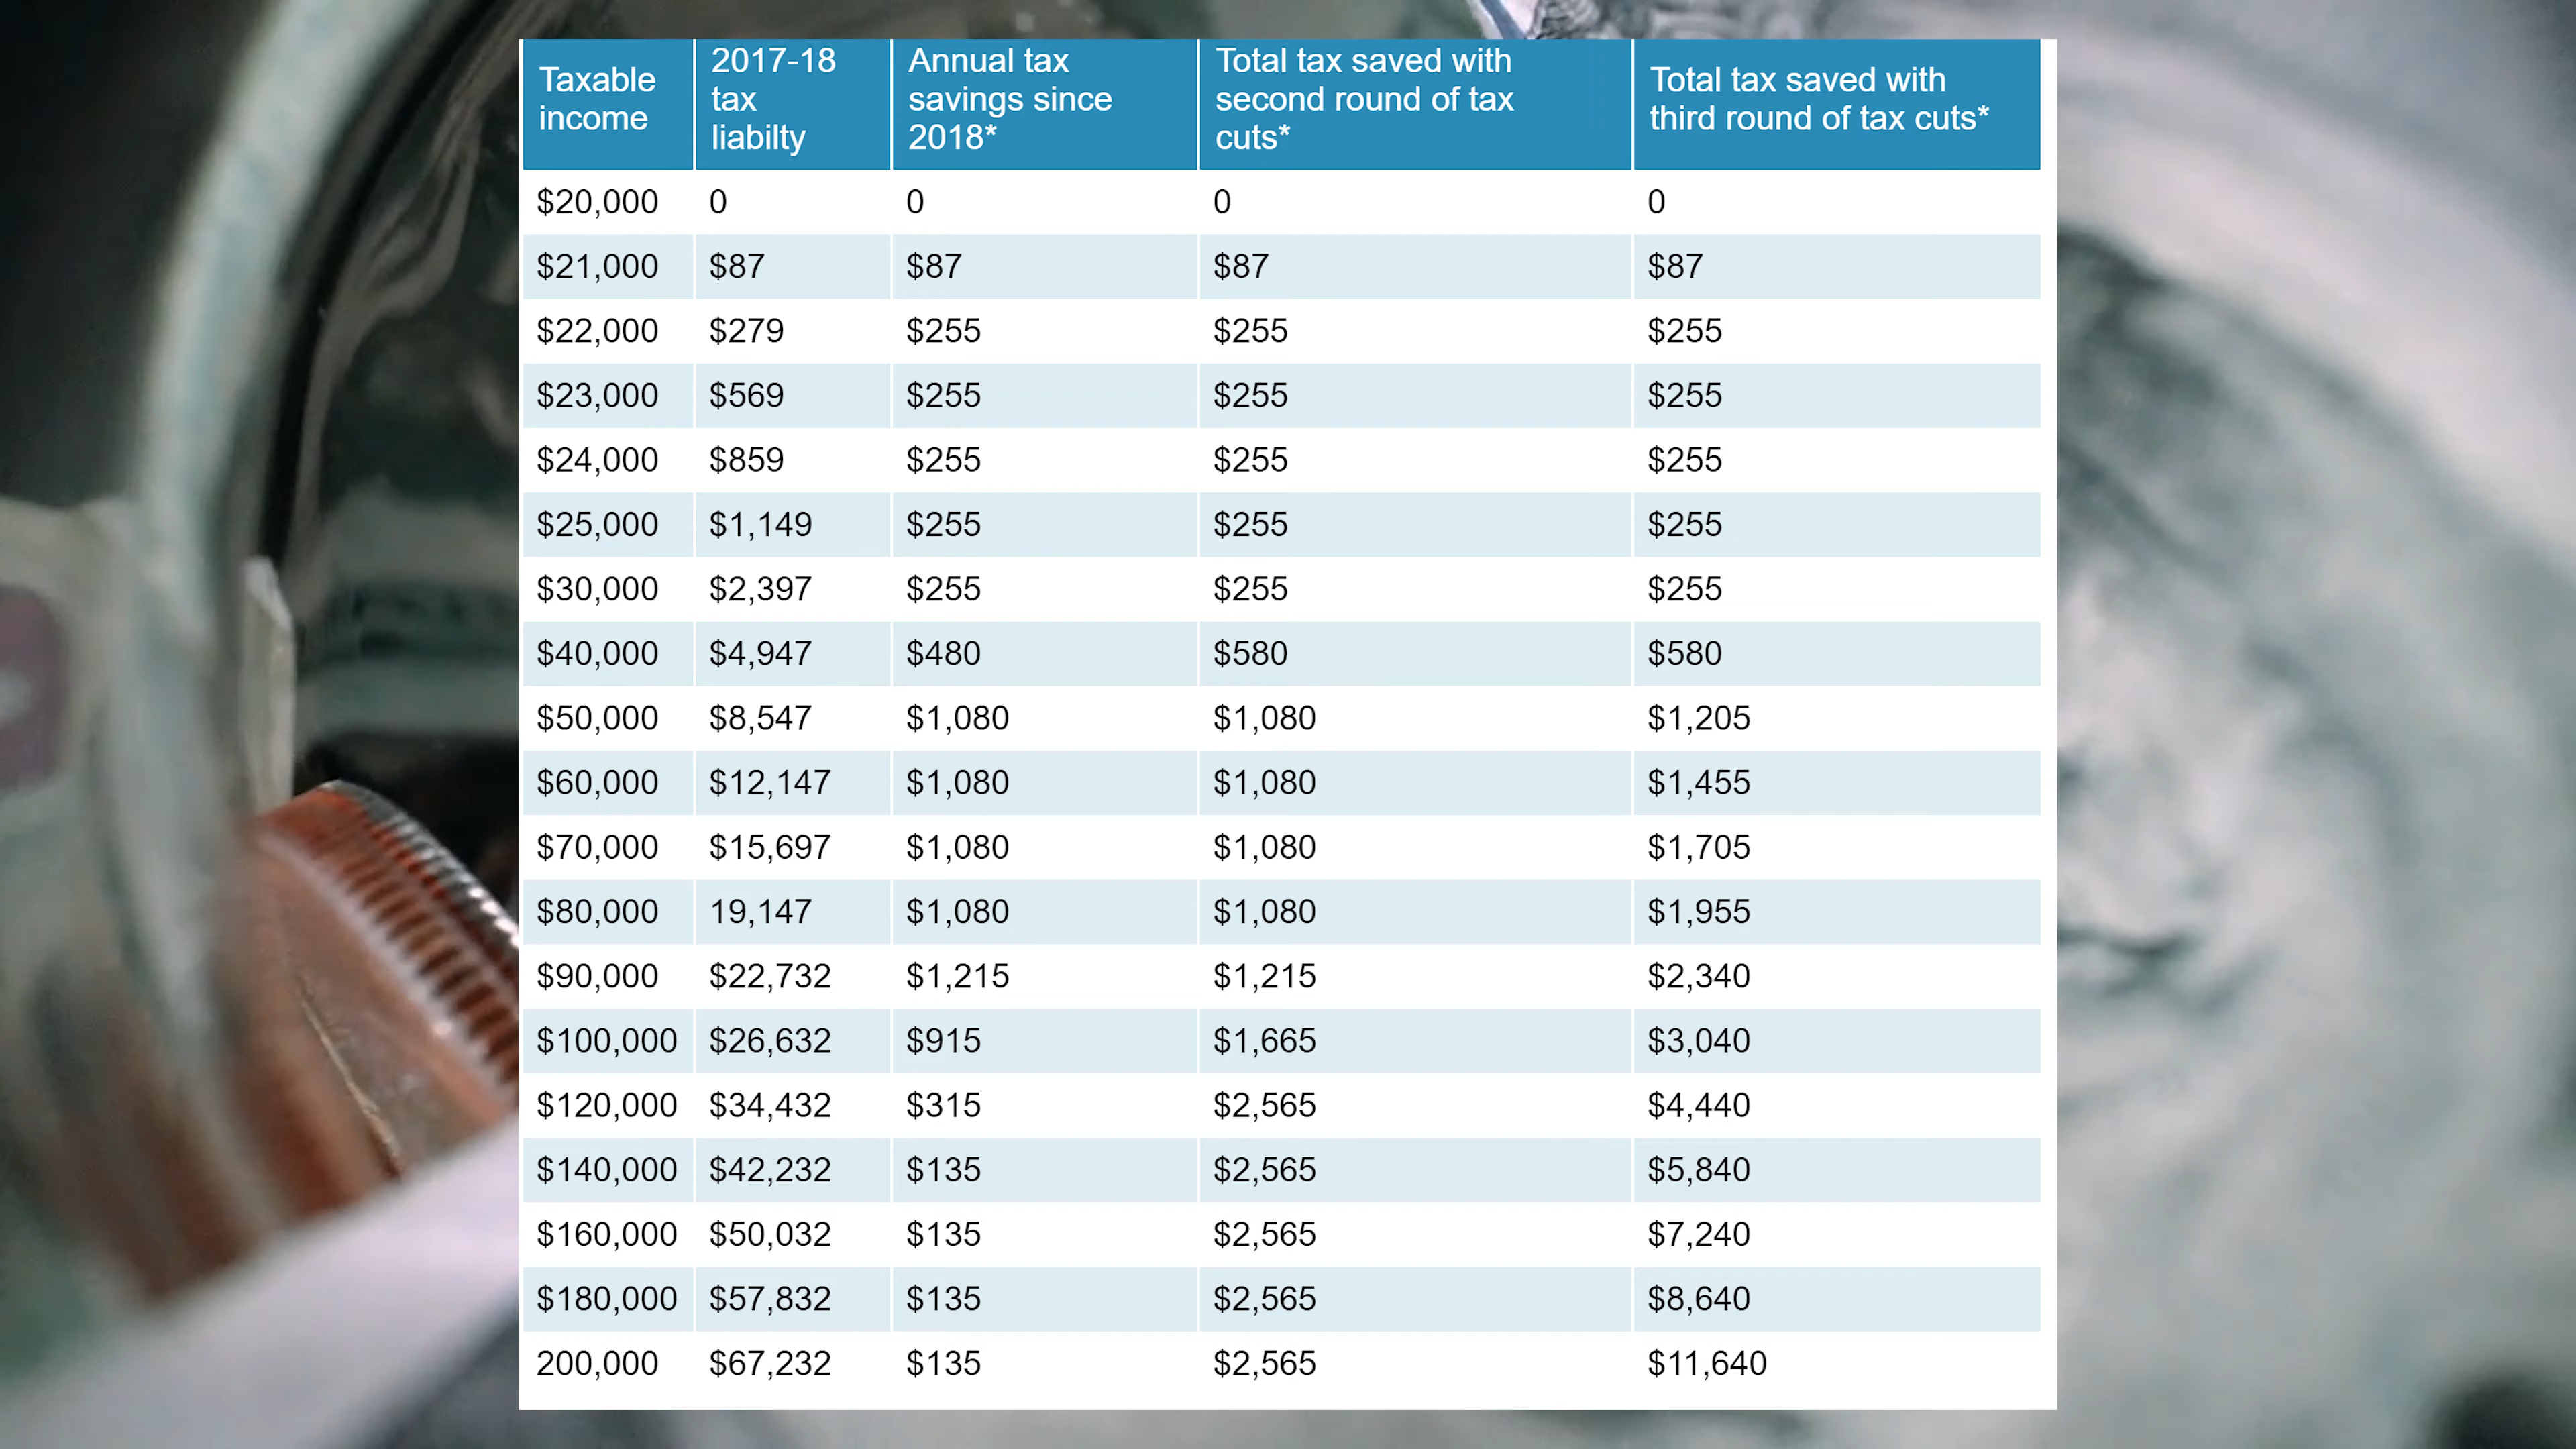 Taxable income
2017-18 tax liabilty
Annual tax savings since 2018*
Total tax saved with second round of tax cuts*
Total tax saved with third round of tax cuts*
$20,000 0 0 0 0
$21,000 $87 $87 $87 $87
$22,000 $279 $255 $255 $255
$23,000 $569 $255 $255 $255
$24,000 $859 $255 $255 $255
$25,000 $1,149 $255 $255 $255
$30,000 $2,397 $255 $255 $255
$40,000 $4,947 $480 $580 $580
$50,000 $8,547 $1,080 $1,080 $1,205
$60,000 $12,147 $1,080 $1,080 $1,455
$70,000 $15,697 $1,080 $1,080 $1,705
$80,000 19,147 $1,080 $1,080 $1,955
$90,000 $22,732 $1,215 $1,215 $2,340
$100,000 $26,632 $915 $1,665 $3,040
$120,000 $34,432 $315 $2,565 $4,440
$140,000 $42,232 $135 $2,565 $5,840
$160,000 $50,032 $135 $2,565 $7,240
$180,000 $57,832 $135 $2,565 $8,640
200,000 $67,232 $135 $2,565 $11,640